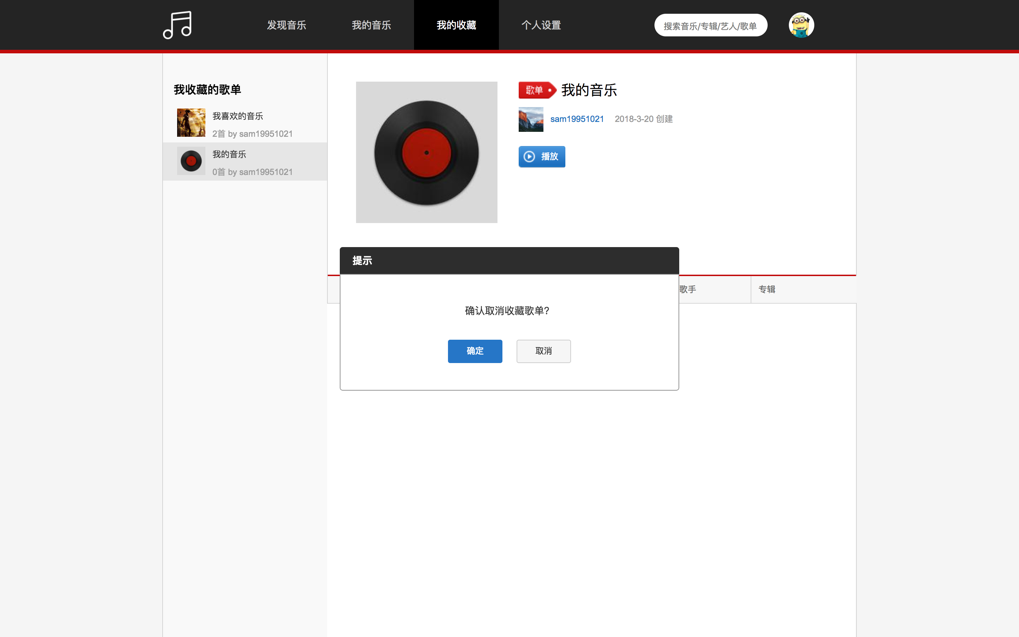 发现音乐
我的音乐
我的收藏
个人设置
搜索音乐/专辑/艺人/歌单
我收藏的歌单
我喜欢的音乐
2首 by sam19951021
我的音乐
0首 by sam19951021
歌单
我的音乐
sam19951021
2018-3-20 创建
播放
提示
歌手
专辑
确认取消收藏歌单?
确定
取消